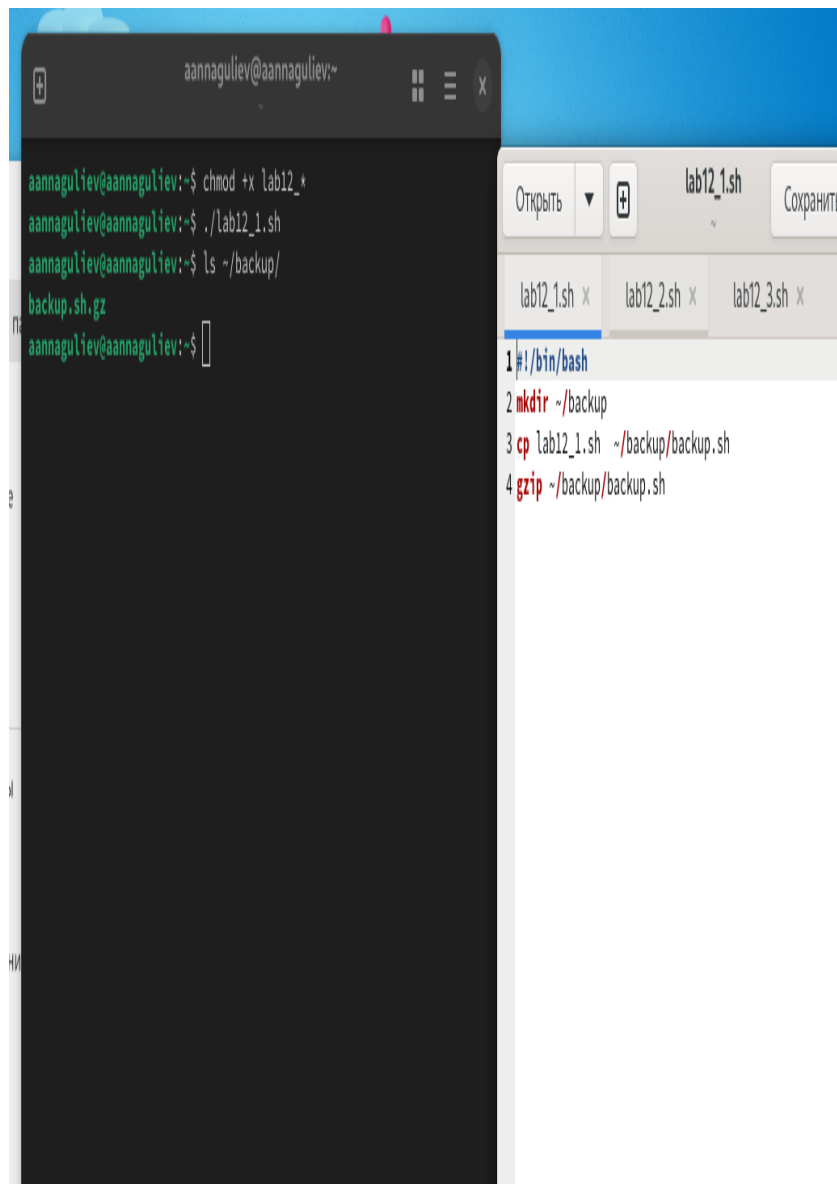 aannaguliev@aannaguliev:~
~
aannaguliev@aannaguliev:~$ chmod +x lab12_*
aannaguliev@aannaguliev:~$ ./lab12_1.sh
aannaguliev@aannaguliev:~$ ls ~/backup/
backup.sh.gz
aannaguliev@aannaguliev:~$
Открыть
lab12_1.sh
~
Сохранить
lab12_1.sh × lab12_2.sh × lab12_3.sh ×
1 #!/bin/bash
2 mkdir ~/backup
3 cp lab12_1.sh  ~/backup/backup.sh
4 gzip ~/backup/backup.sh